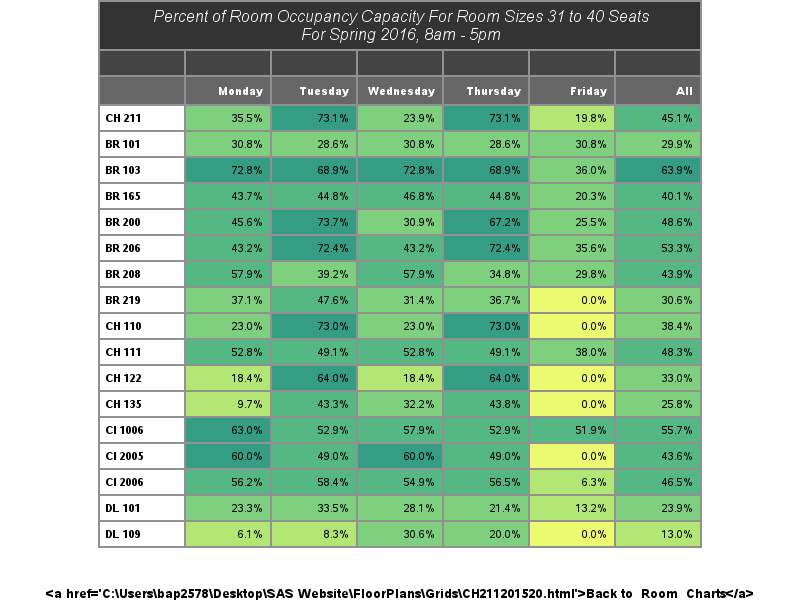 Percent of Room Occupancy Capacity For Room Sizes 31 to 40 Seats
For Spring 2016, 8am - 5pm
Monday Tuesday Wednesday Thursday Friday All
CH 211 35.5% 73.1% 23.9% 73.1% 19.8% 45.1%
BR 101 30.8% 28.6% 30.8% 28.6% 30.8% 29.9%
BR 103 72.8% 68.9% 72.8% 68.9% 36.0% 63.9%
BR 165 43.7% 44.8% 46.8% 44.8% 20.3% 40.1%
BR 200 45.6% 73.7% 30.9% 67.2% 25.5% 48.6%
BR 206 43.2% 72.4% 43.2% 72.4% 35.6% 53.3%
BR 208 57.9% 39.2% 57.9% 34.8% 29.8% 43.9%
BR 219 37.1% 47.6% 31.4% 36.7% 0.0% 30.6%
CH 110 23.0% 73.0% 23.0% 73.0% 0.0% 38.4%
CH 111 52.8% 49.1% 52.8% 49.1% 38.0% 48.3%
CH 122 18.4% 64.0% 18.4% 64.0% 0.0% 33.0%
CH 135 9.7% 43.3% 32.2% 43.8% 0.0% 25.8%
CI 1006 63.0% 52.9% 57.9% 52.9% 51.9% 55.7%
CI 2005 60.0% 49.0% 60.0% 49.0% 0.0% 43.6%
CI 2006 56.2% 58.4% 54.9% 56.5% 6.3% 46.5%
DL 101 23.3% 33.5% 28.1% 21.4% 13.2% 23.9%
DL 109 6.1% 8.3% 30.6% 20.0% 0.0% 13.0%
<a href='C:\Users\bap2578\Desktop\SAS Website\FloorPlans\Grids\CH211201520.html'>Back to Room Charts</a>